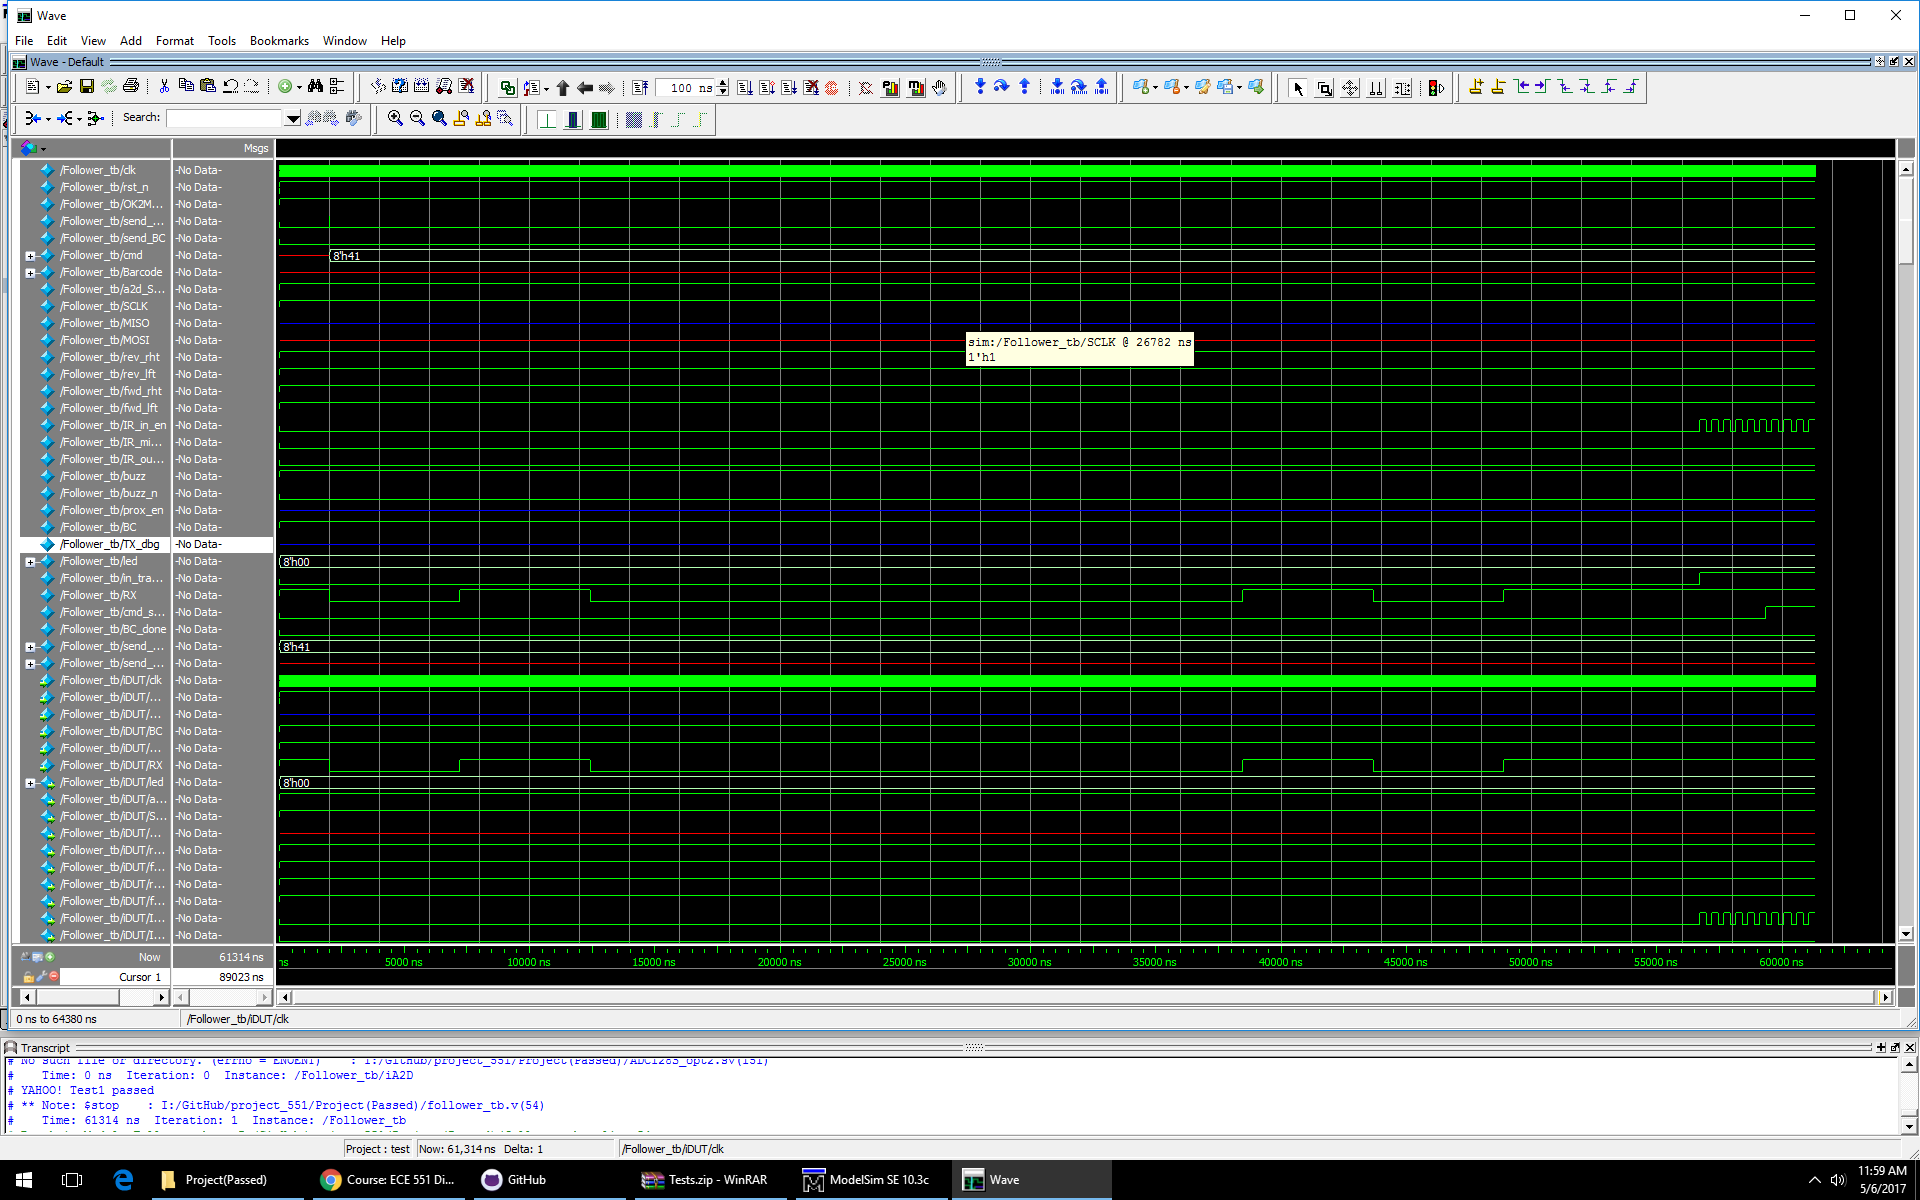 Wave
File Edit View Add Format Tools Bookmarks Window Help
Wave - Default
100 ns
Search:
Msgs
/Follower_tb/clk -No Data-
/Follower_tb/rst_n -No Data-
/Follower_tb/OK2M... -No Data-
/Follower_tb/send_... -No Data-
/Follower_tb/send_BC -No Data-
/Follower_tb/cmd -No Data- 8'h41
/Follower_tb/Barcode -No Data-
/Follower_tb/a2d_S... -No Data-
/Follower_tb/SCLK -No Data-
/Follower_tb/MISO -No Data-
/Follower_tb/MOSI -No Data-
sim:/Follower_tb/SCLK @ 26782 ns
1'h1
/Follower_tb/rev_rht -No Data-
/Follower_tb/rev_lft -No Data-
/Follower_tb/fwd_rht -No Data-
/Follower_tb/fwd_lft -No Data-
/Follower_tb/IR_in_en -No Data-
/Follower_tb/IR_mi... -No Data-
/Follower_tb/IR_ou... -No Data-
/Follower_tb/buzz -No Data-
/Follower_tb/buzz_n -No Data-
/Follower_tb/prox_en -No Data-
/Follower_tb/BC -No Data-
/Follower_tb/TX_dbg -No Data-
/Follower_tb/led -No Data- 8'h00
/Follower_tb/in_tra... -No Data-
/Follower_tb/RX -No Data-
/Follower_tb/cmd_s... -No Data-
/Follower_tb/BC_done -No Data-
/Follower_tb/send_... -No Data- 8'h41
/Follower_tb/send_... -No Data-
/Follower_tb/iDUT/clk -No Data-
/Follower_tb/iDUT/... -No Data-
/Follower_tb/iDUT/... -No Data-
/Follower_tb/iDUT/BC -No Data-
/Follower_tb/iDUT/... -No Data-
/Follower_tb/iDUT/RX -No Data-
/Follower_tb/iDUT/led -No Data- 8'h00
/Follower_tb/iDUT/a... -No Data-
/Follower_tb/iDUT/S... -No Data-
/Follower_tb/iDUT/... -No Data-
/Follower_tb/iDUT/r... -No Data-
/Follower_tb/iDUT/f... -No Data-
/Follower_tb/iDUT/r... -No Data-
/Follower_tb/iDUT/f... -No Data-
/Follower_tb/iDUT/I... -No Data-
/Follower_tb/iDUT/I... -No Data-
Now 61314 ns
ns 5000 ns 10000 ns 15000 ns 20000 ns 25000 ns 30000 ns 35000 ns 40000 ns 45000 ns 50000 ns 55000 ns 60000 ns
Cursor 1 89023 ns
0 ns to 64380 ns /Follower_tb/iDUT/clk
Transcript
# No such file or directory. (errno = ENOENT) : I:/GitHub/project_551/Project(Passed)/ADC128S_opt2.sv(151)
# Time: 0 ns Iteration: 0 Instance: /Follower_tb/iA2D
# YAHOO! Test1 passed
# ** Note: $stop : I:/GitHub/project_551/Project(Passed)/follower_tb.v(54)
# Time: 61314 ns Iteration: 1 Instance: /Follower_tb
Project : test Now: 61,314 ns Delta: 1 /Follower_tb/iDUT/clk
Project(Passed) Course: ECE 551 Di... GitHub Tests.zip - WinRAR ModelSim SE 10.3c Wave
11:59 AM
5/6/2017